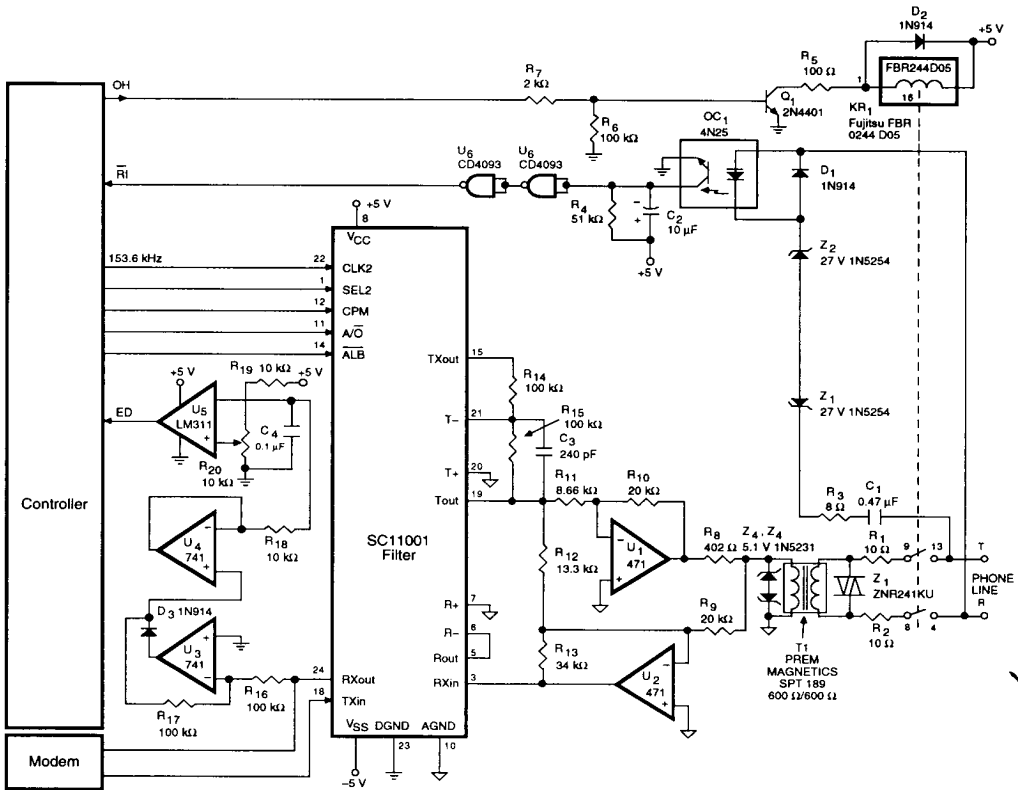 D2
1N914
+5 V
OH
R7
2 kΩ
R5
100 Ω
FBR244D05
1
16
Q1
2N4401
KR1
Fujitsu FBR
0244 D05
R6
100 kΩ
OC1
4N25
U6
CD4093
U6
CD4093
RI
D1
1N914
R4
51 kΩ
C2
10 µF
-
+
+5 V
+5 V
8
VCC
Z2
27 V 1N5254
153.6 kHz
22
CLK2
1
SEL2
12
CPM
11
A/O
14
ALB
TXout
15
R14
100 kΩ
R19 10 kΩ
+5 V
+5 V
ED
U5
LM311
-
+
C4
0.1 µF
R20
10 kΩ
T-
21
R15
100 kΩ
C3
240 pF
Z1
27 V 1N5254
T+
20
Tout
19
R11
8.66 kΩ
R10
20 kΩ
R3
8 Ω
C1
0.47 µF
Controller
SC11001
Filter
U4
741
-
+
R18
10 kΩ
R12
13.3 kΩ
U1
471
-
+
R8
402 Ω
Z4, Z4
5.1 V 1N5231
R1
10 Ω
9
13
T
PHONE
LINE
R
Z1
ZNR241KU
R2
10 Ω
8
4
D3 1N914
U3
741
+
-
R+
7
R-
6
Rout
5
R9
20 kΩ
R13
34 kΩ
U2
471
-
+
T1
PREM
MAGNETICS
SPT 189
600 Ω/600 Ω
24
RXout
RXin
3
R16
100 kΩ
18
TXin
R17
100 kΩ
VSS
DGND
AGND
23
10
-5 V
Modem